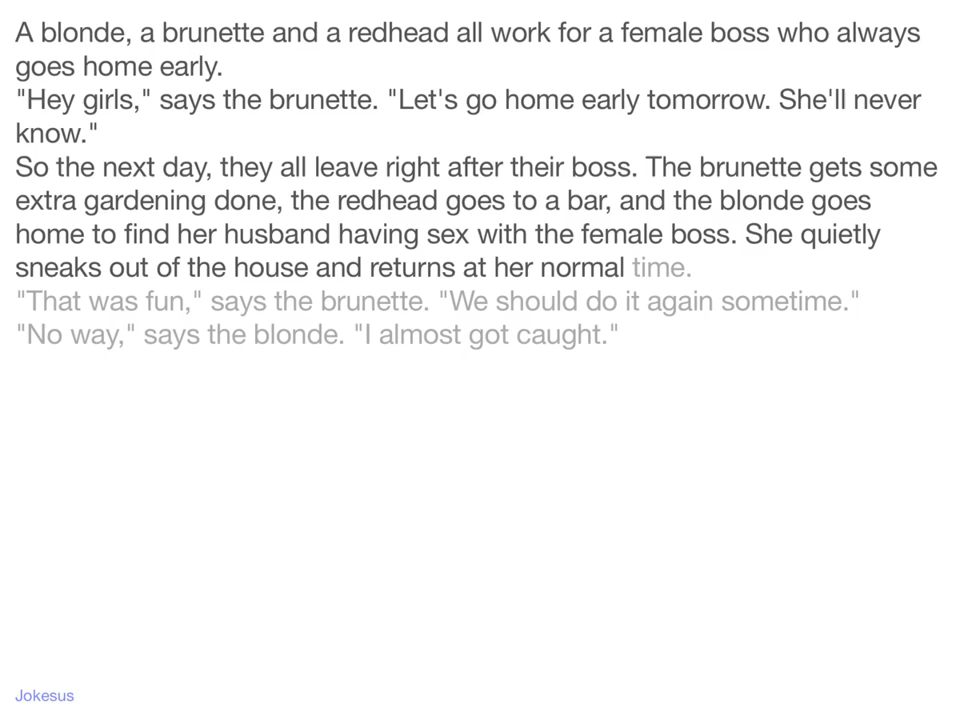 A blonde, a brunette and a redhead all work for a female boss who always
goes home early.
"Hey girls," says the brunette. "Let's go home early tomorrow. She'll never
know."
So the next day, they all leave right after their boss. The brunette gets some
extra gardening done, the redhead goes to a bar, and the blonde goes
home to find her husband having sex with the female boss. She quietly
sneaks out of the house and returns at her normal time.
"That was fun," says the brunette. "We should do it again sometime."
"No way," says the blonde. "I almost got caught."
Jokesus